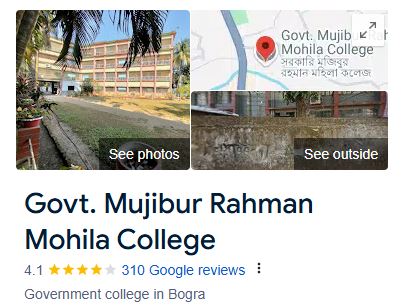 Govt. Mujib
Mohila College
সরকারি মজিবুর
রহমান মহিলা কলেজ
See photos
See outside
Govt. Mujibur Rahman
Mohila College
4.1
310 Google reviews
Government college in Bogra